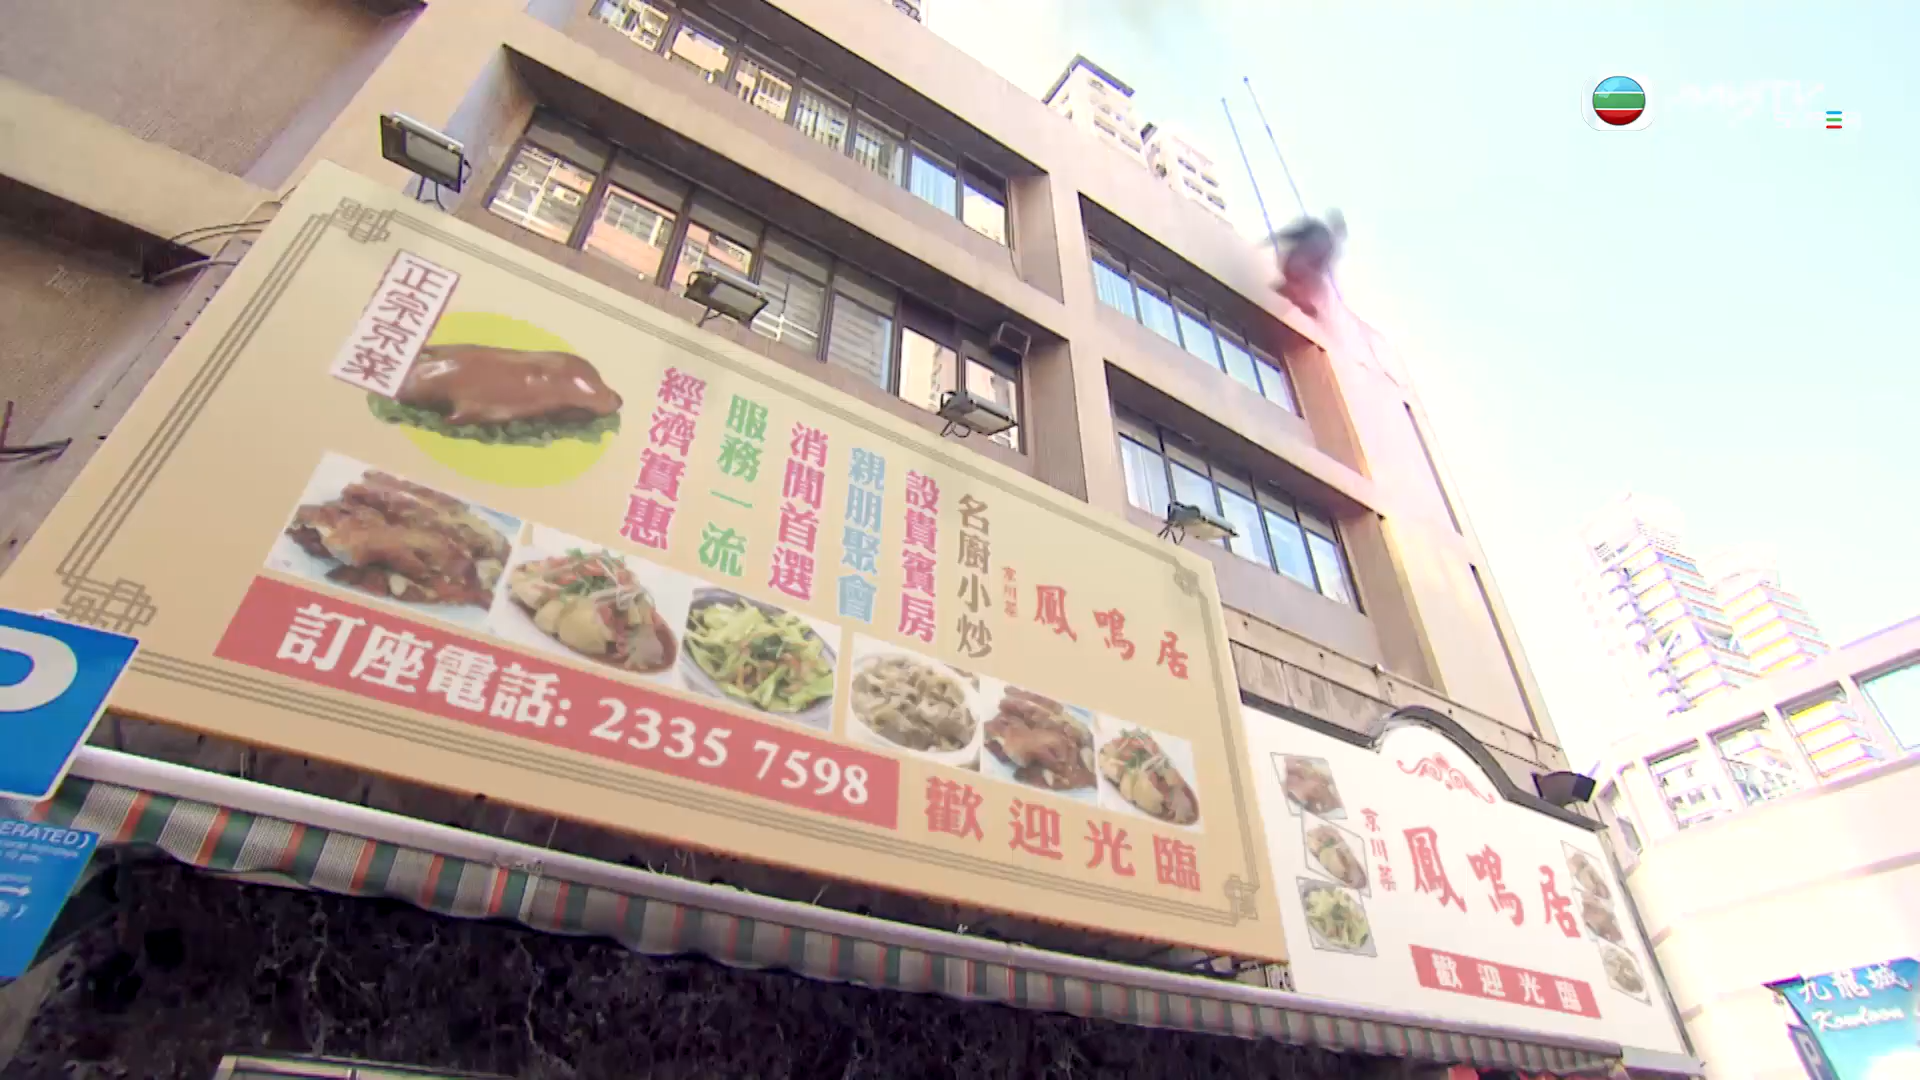 myTV
正宗京菜
經濟實惠
服務一流
消閒首選
親朋聚會
設貴賓房
名廚小炒
京川菜
鳳鳴居
訂座電話: 2335 7598
歡迎光臨
京川菜
鳳鳴居
歡迎光臨
P
ERATED)
九龍城
Kowloon